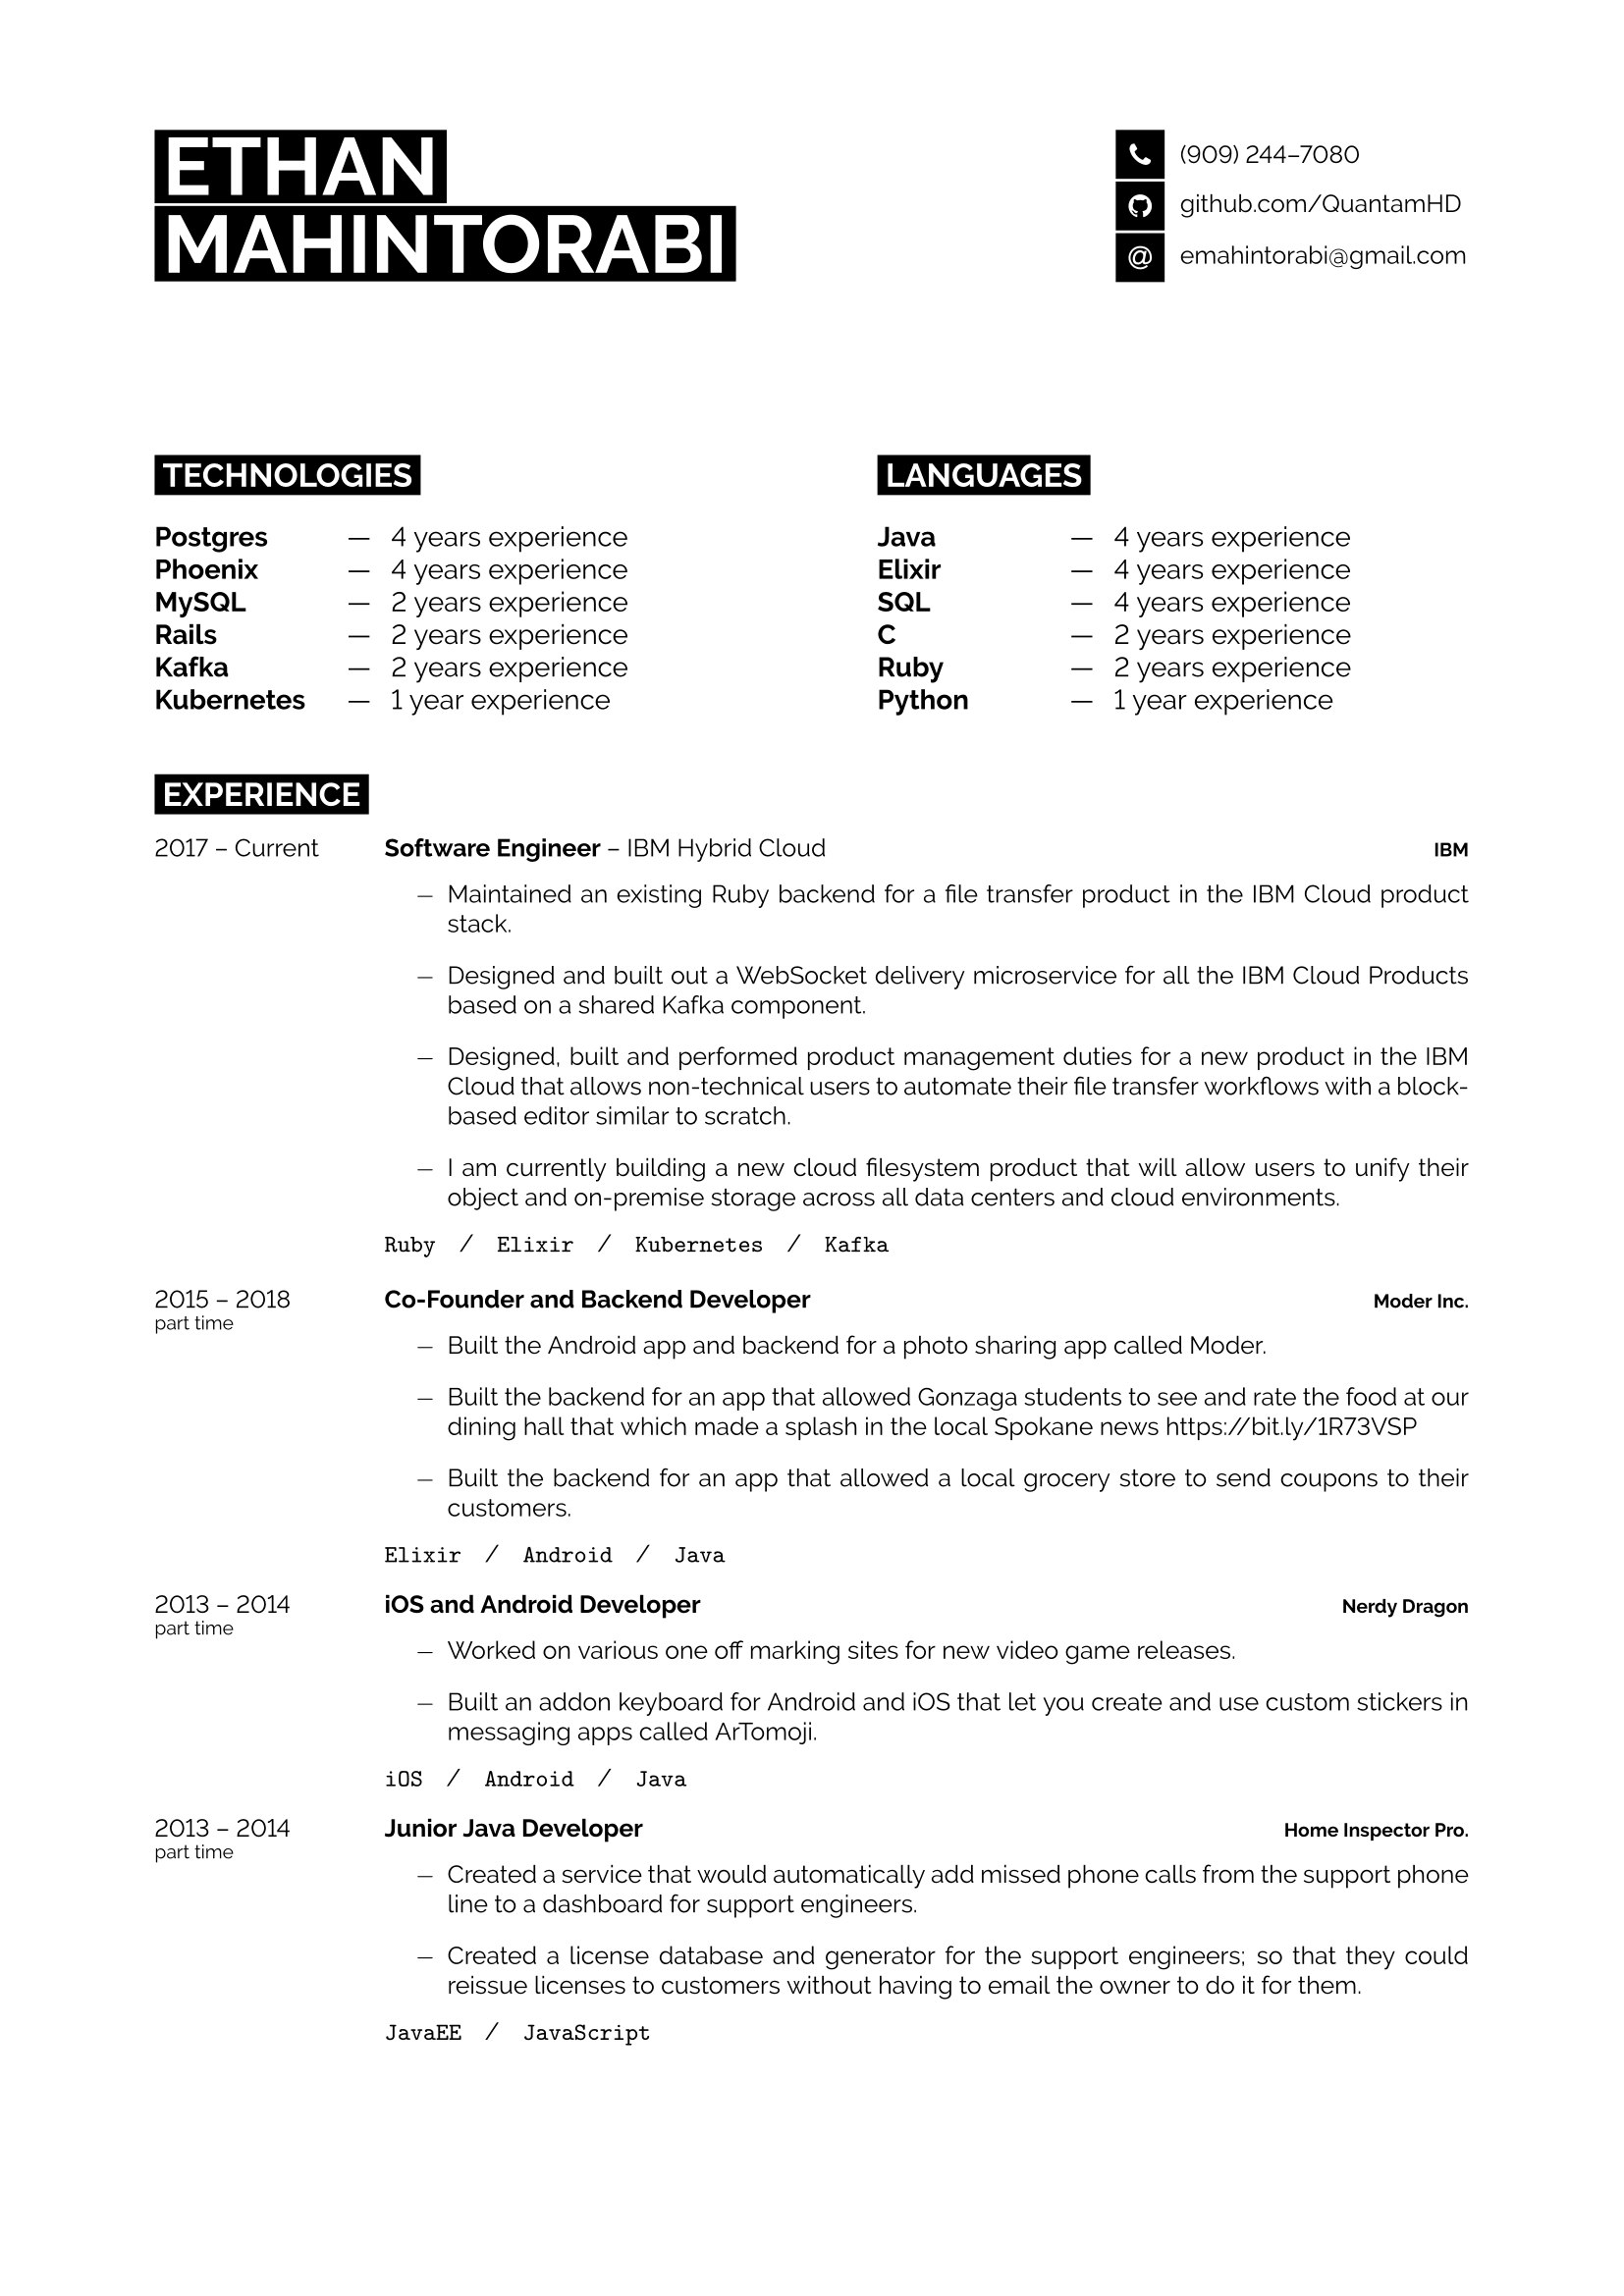 ETHAN
MAHINTORABI
(909) 244–7080
github.com/QuantamHD
@ emahintorabi@gmail.com
TECHNOLOGIES
Postgres — 4 years experience
Phoenix — 4 years experience
MySQL — 2 years experience
Rails — 2 years experience
Kafka — 2 years experience
Kubernetes — 1 year experience
LANGUAGES
Java — 4 years experience
Elixir — 4 years experience
SQL — 4 years experience
C — 2 years experience
Ruby — 2 years experience
Python — 1 year experience
EXPERIENCE
2017 – Current Software Engineer – IBM Hybrid Cloud IBM
— Maintained an existing Ruby backend for a file transfer product in the IBM Cloud product
stack.
— Designed and built out a WebSocket delivery microservice for all the IBM Cloud Products
based on a shared Kafka component.
— Designed, built and performed product management duties for a new product in the IBM
Cloud that allows non-technical users to automate their file transfer workflows with a block-
based editor similar to scratch.
— I am currently building a new cloud filesystem product that will allow users to unify their
object and on-premise storage across all data centers and cloud environments.
Ruby / Elixir / Kubernetes / Kafka
2015 – 2018 Co-Founder and Backend Developer Moder Inc.
part time
— Built the Android app and backend for a photo sharing app called Moder.
— Built the backend for an app that allowed Gonzaga students to see and rate the food at our
dining hall that which made a splash in the local Spokane news https://bit.ly/1R73VSP
— Built the backend for an app that allowed a local grocery store to send coupons to their
customers.
Elixir / Android / Java
2013 – 2014 iOS and Android Developer Nerdy Dragon
part time
— Worked on various one off marking sites for new video game releases.
— Built an addon keyboard for Android and iOS that let you create and use custom stickers in
messaging apps called ArTomoji.
iOS / Android / Java
2013 – 2014 Junior Java Developer Home Inspector Pro.
part time
— Created a service that would automatically add missed phone calls from the support phone
line to a dashboard for support engineers.
— Created a license database and generator for the support engineers; so that they could
reissue licenses to customers without having to email the owner to do it for them.
JavaEE / JavaScript